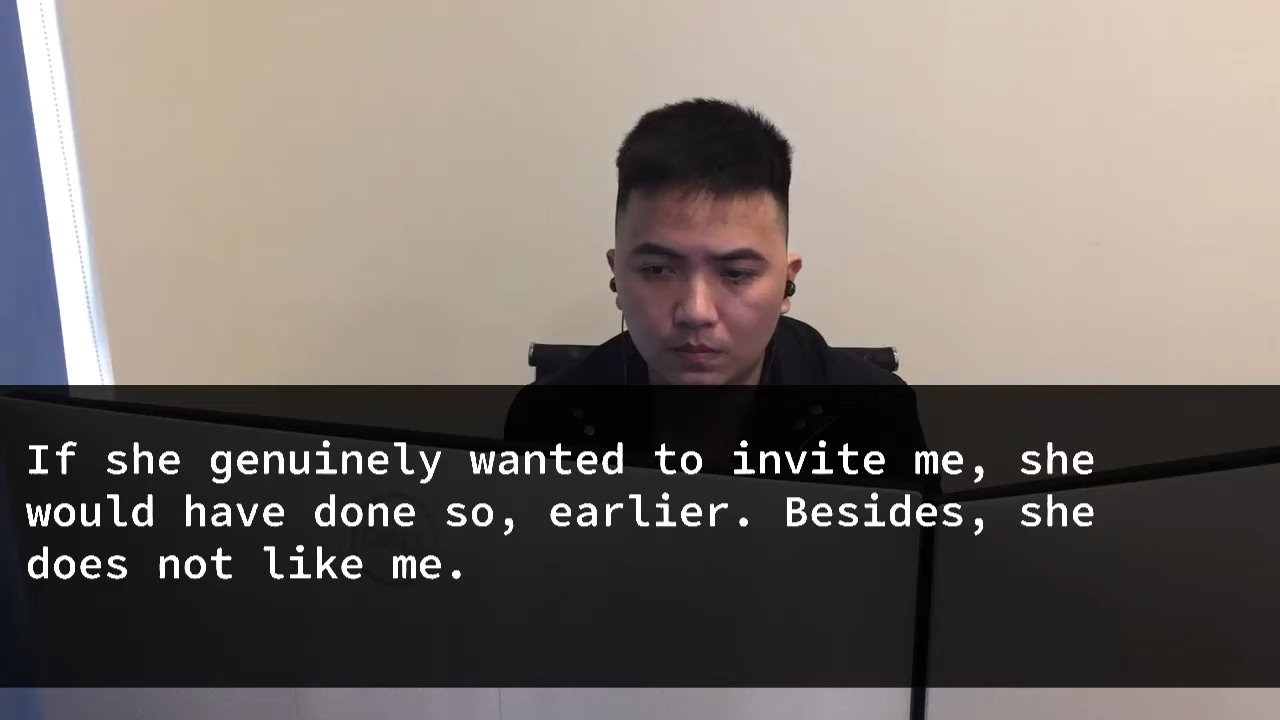 If she genuinely wanted to invite me, she
would have done so, earlier. Besides, she
does not like me.